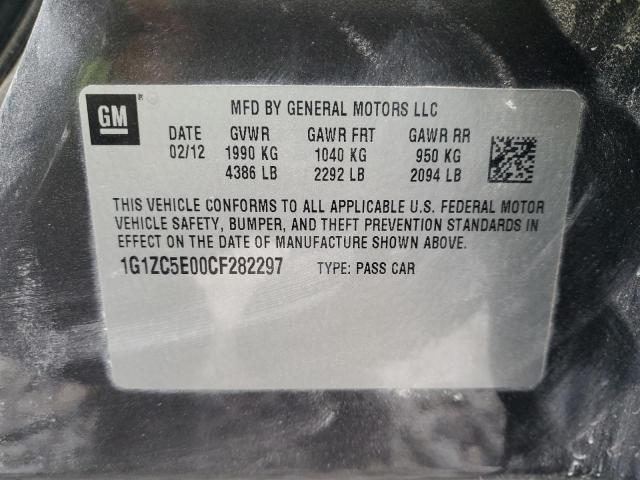 GM ® MFD BY GENERAL MOTORS LLC
DATE GVWR GAWR FRT GAWR RR
02/12 1990 KG 1040 KG 950 KG
4386 LB 2292 LB 2094 LB
THIS VEHICLE CONFORMS TO ALL APPLICABLE U.S. FEDERAL MOTOR
VEHICLE SAFETY, BUMPER, AND THEFT PREVENTION STANDARDS IN
EFFECT ON THE DATE OF MANUFACTURE SHOWN ABOVE.
1G1ZC5E00CF282297 TYPE: PASS CAR